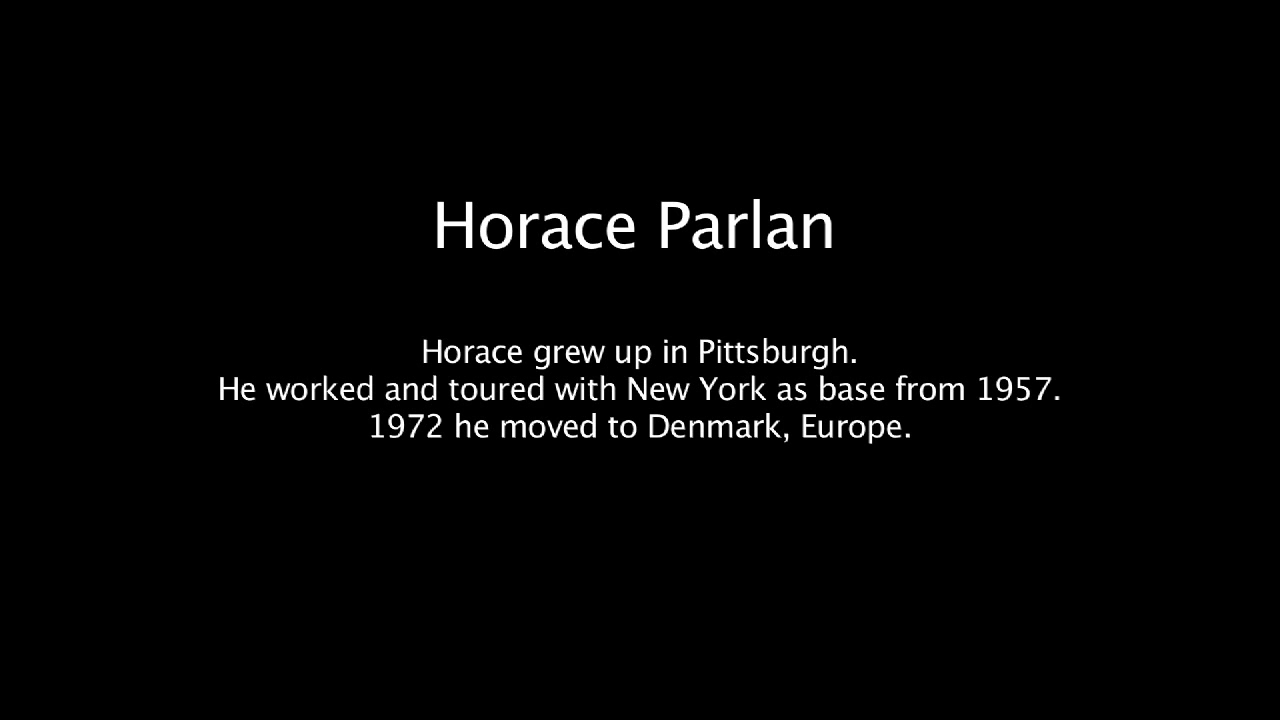 Horace Parlan
Horace grew up in Pittsburgh.
He worked and toured with New York as base from 1957.
1972 he moved to Denmark, Europe.